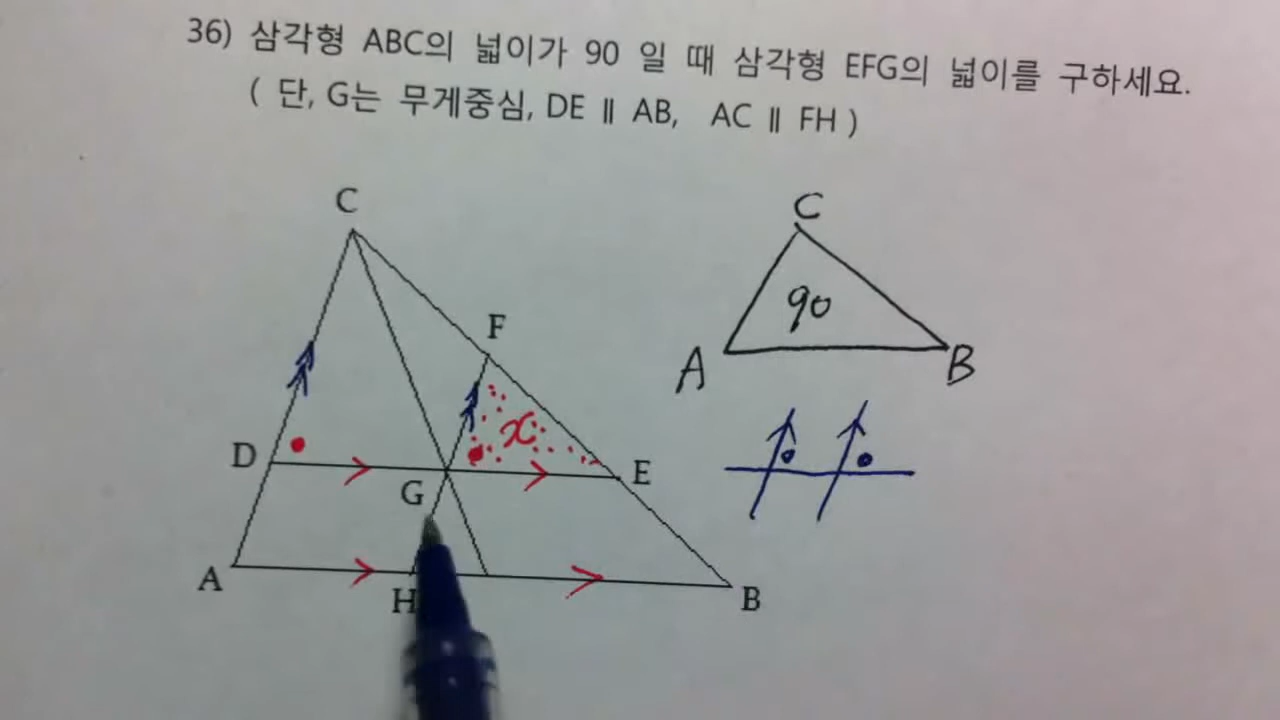 36) 삼각형 ABC의 넓이가 90 일 때 삼각형 EFG의 넓이를 구하세요.
( 단, G는 무게중심, DE ∥ AB, AC ∥ FH )
C
F
D
x
E
G
A
H
B
C
90
A
B